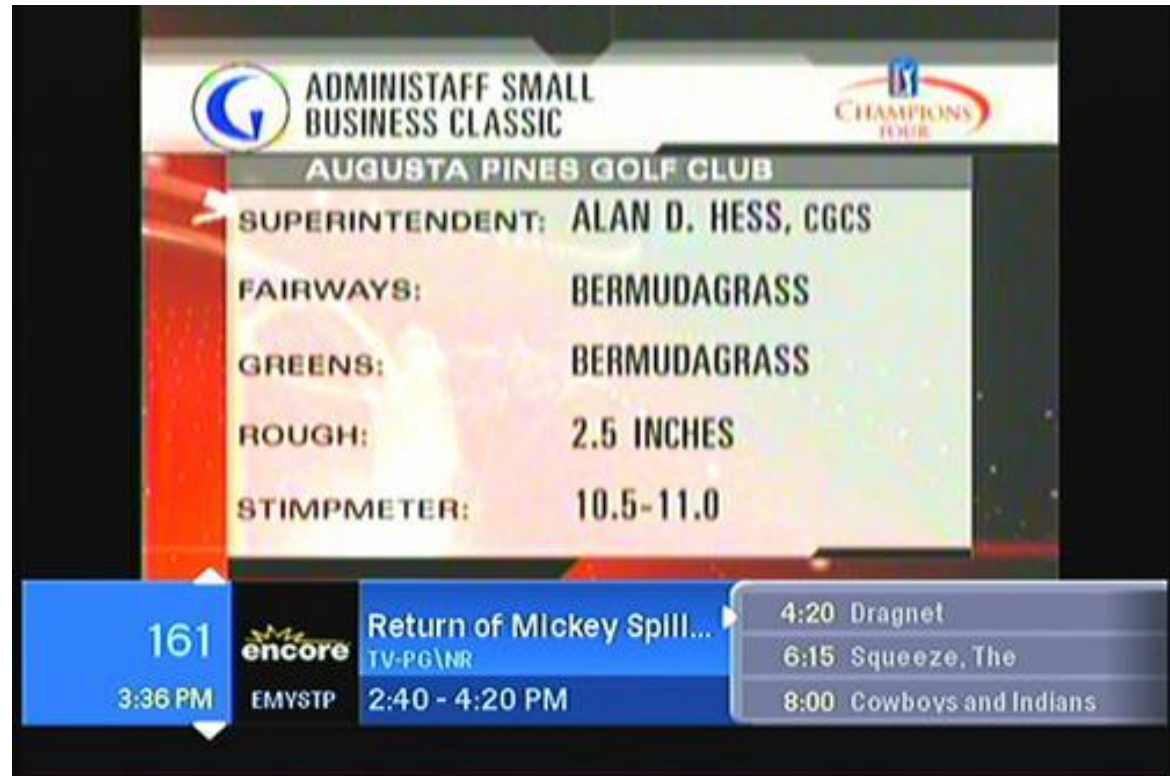 ADMINISTAFF SMALL
BUSINESS CLASSIC
CHAMPIONS
TOUR
AUGUSTA PINES GOLF CLUB
SUPERINTENDENT: ALAN D. HESS, CGCS
FAIRWAYS: BERMUDAGRASS
GREENS: BERMUDAGRASS
ROUGH: 2.5 INCHES
STIMPMETER: 10.5-11.0
161
3:36 PM
encore
EMYSTP
Return of Mickey Spill...
TV-PG\NR
2:40 - 4:20 PM
4:20 Dragnet
6:15 Squeeze, The
8:00 Cowboys and Indians